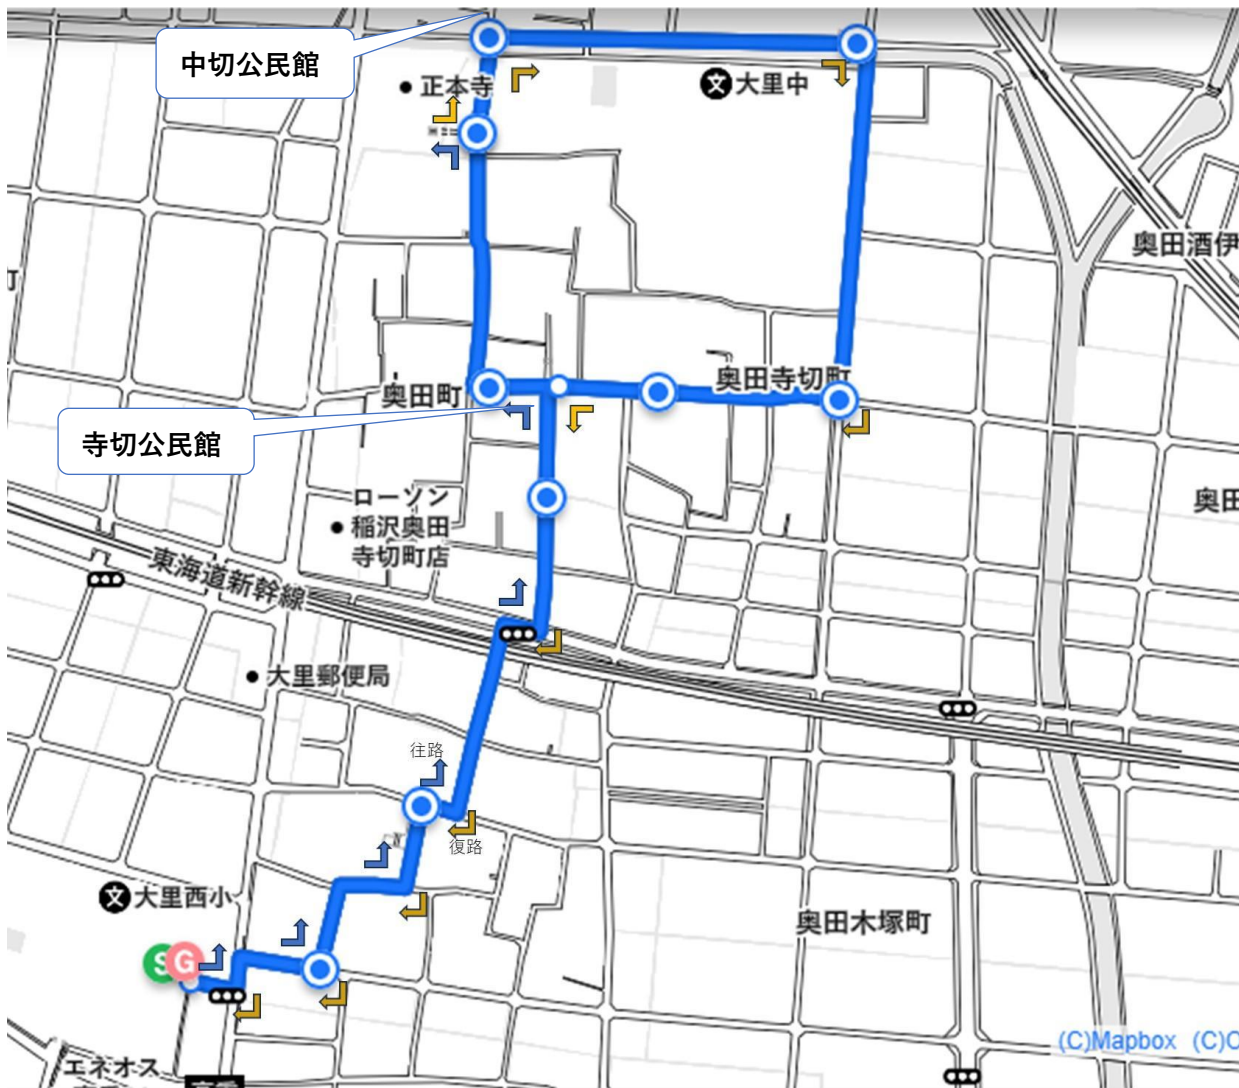 中切公民館
正本寺
文 大里中
奥田酒伊
町
奥田町
奥田寺切町
寺切公民館
ローソン
稲沢奥田
寺切町店
奥田
東海道新幹線
大里郵便局
往路
復路
文 大里西小
S G
奥田木塚町
(C)Mapbox (C)O
エネオス